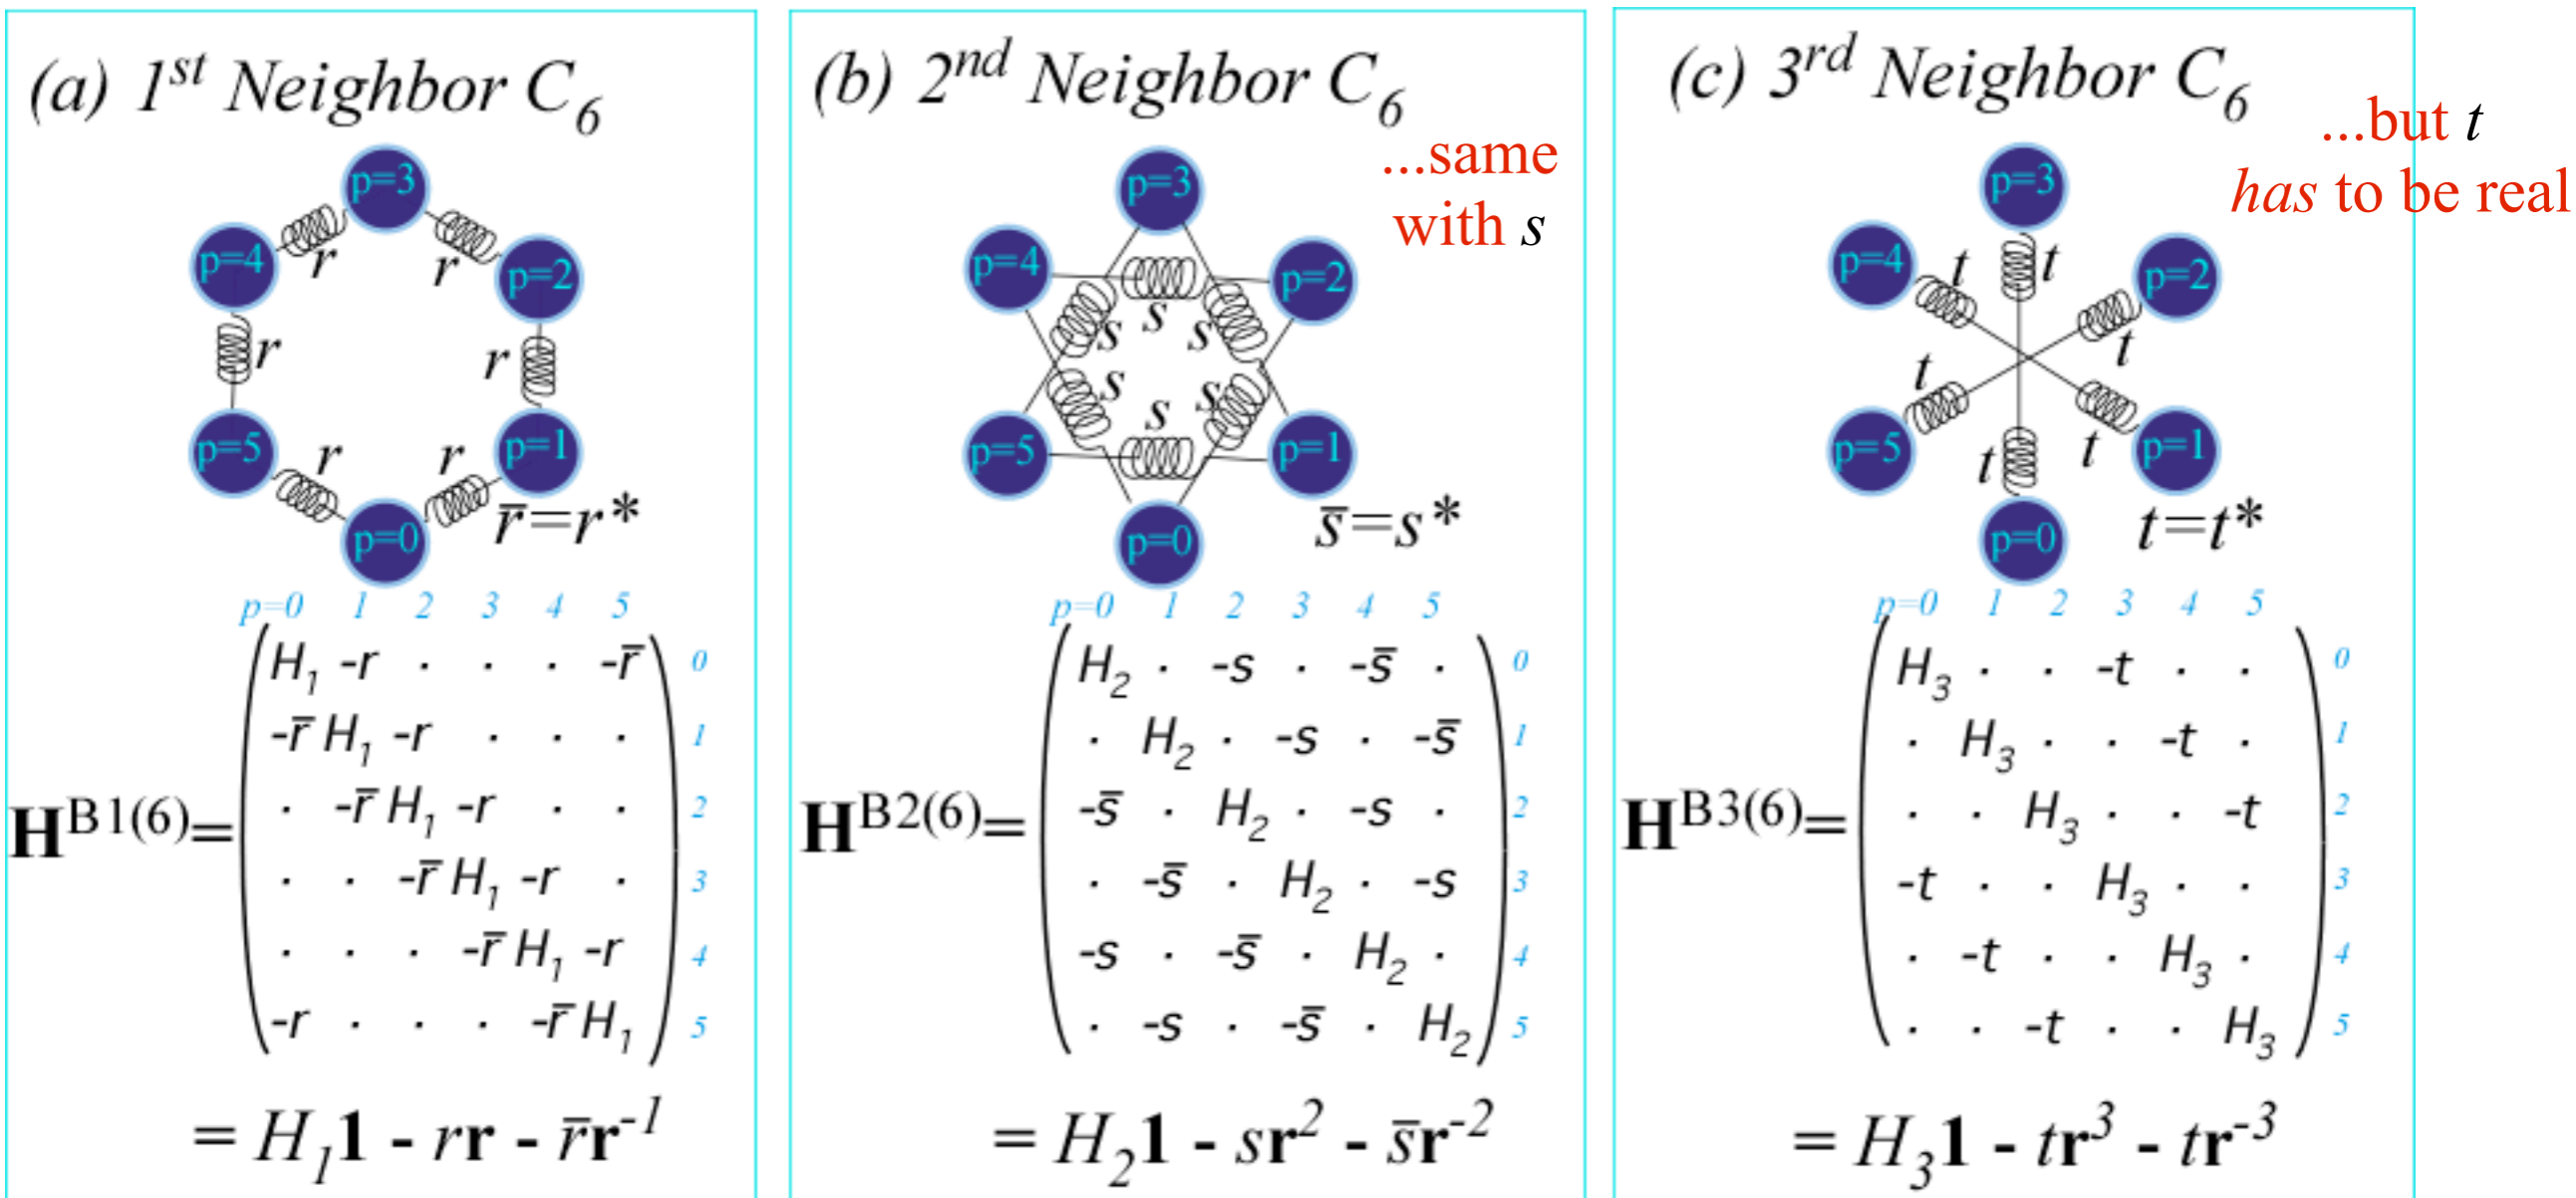 (a) 1st Neighbor C6
p=3
p=4
p=2
p=5
p=1
p=0
r
r
r
r
r
r
r̅=r*
p=0 1 2 3 4 5
H1 -r · · · -r̅ 0
-r̅ H1 -r · · · 1
· -r̅ H1 -r · · 2
· · -r̅ H1 -r · 3
· · · -r̅ H1 -r 4
-r · · · -r̅ H1 5
HB1(6)=
= H11 - rr - r̅r-1
(b) 2nd Neighbor C6
...same
with s
p=3
p=4
p=2
p=5
p=1
p=0
s
s
s
s
s
s
s̅=s*
p=0 1 2 3 4 5
H2 · -s · -s̅ · 0
· H2 · -s · -s̅ 1
-s̅ · H2 · -s · 2
· -s̅ · H2 · -s 3
-s · -s̅ · H2 · 4
· -s · -s̅ · H2 5
HB2(6)=
= H21 - sr2 - s̅r-2
(c) 3rd Neighbor C6
...but t
has to be real
p=3
p=4
p=2
p=5
p=1
p=0
t
t
t
t
t
t
t=t*
p=0 1 2 3 4 5
H3 · · -t · · 0
· H3 · · -t · 1
· · H3 · · -t 2
-t · · H3 · · 3
· -t · · H3 · 4
· · -t · · H3 5
HB3(6)=
= H31 - tr3 - tr-3